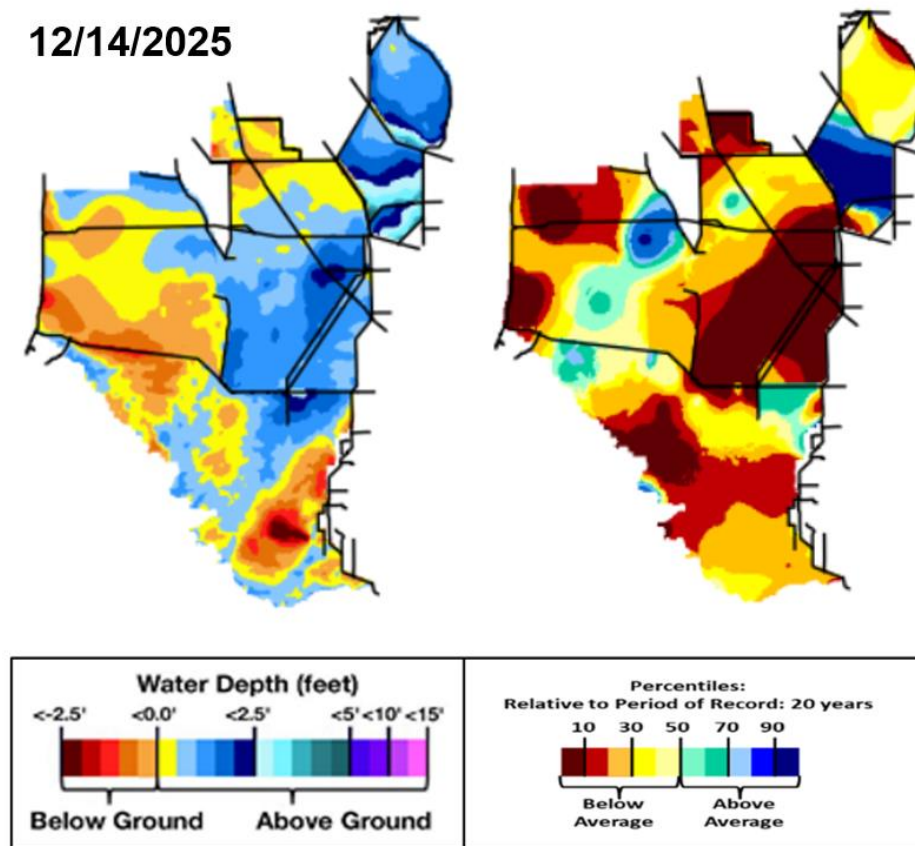 12/14/2025
Water Depth (feet)
<-2.5' <0.0' <2.5' <5' <10' <15'
Below Ground Above Ground
Percentiles:
Relative to Period of Record: 20 years
10 30 50 70 90
Below Average
Above Average